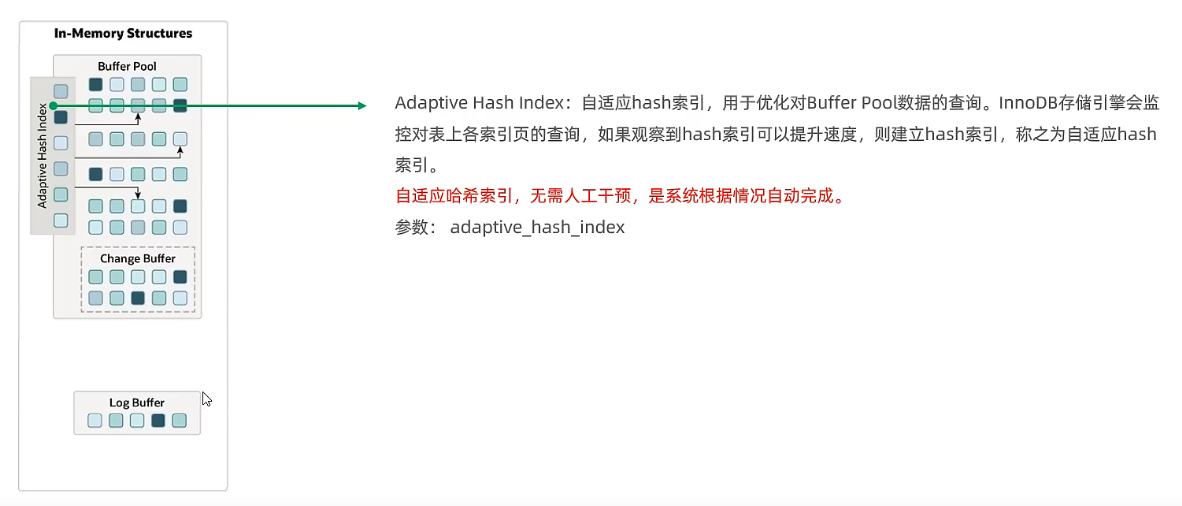 In-Memory Structures
Buffer Pool
Adaptive Hash Index
Change Buffer
Log Buffer
Adaptive Hash Index：自适应hash索引，用于优化对Buffer Pool数据的查询。InnoDB存储引擎会监
控对表上各索引页的查询，如果观察到hash索引可以提升速度，则建立hash索引，称之为自适应hash
索引。
自适应哈希索引，无需人工干预，是系统根据情况自动完成。
参数： adaptive_hash_index